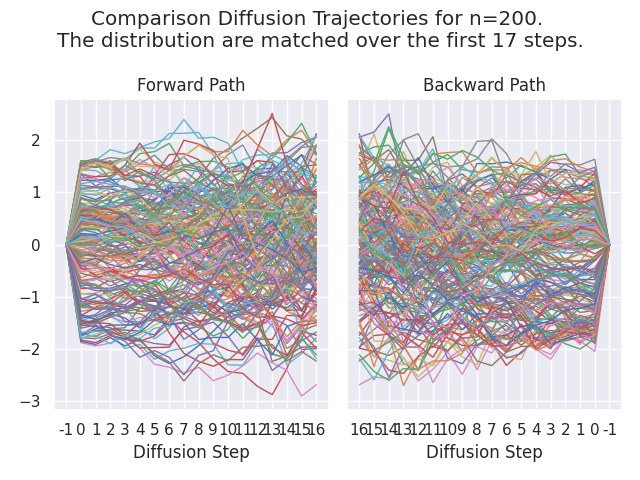 Comparison Diffusion Trajectories for n=200.
The distribution are matched over the first 17 steps.
Forward Path
Backward Path
2
1
0
−1
−2
−3
-1 0 1 2 3 4 5 6 7 8 9 10 11 12 13 14 15 16
16 15 14 13 12 11 10 9 8 7 6 5 4 3 2 1 0 -1
Diffusion Step
Diffusion Step